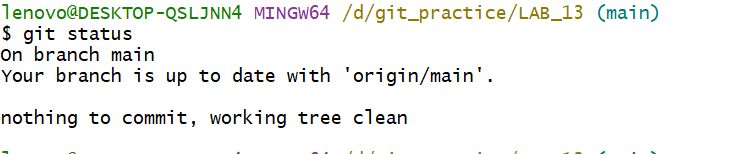 lenovo@DESKTOP-QSLJNN4 MINGW64 /d/git_practice/LAB_13 (main)
$ git status
On branch main
Your branch is up to date with 'origin/main'.
nothing to commit, working tree clean